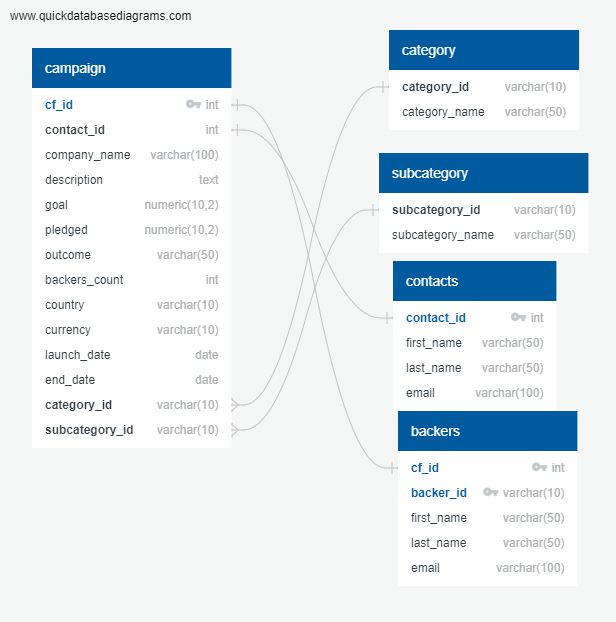 www.quickdatabasediagrams.com
campaign
cf_id int
contact_id int
company_name varchar(100)
description text
goal numeric(10,2)
pledged numeric(10,2)
outcome varchar(50)
backers_count int
country varchar(10)
currency varchar(10)
launch_date date
end_date date
category_id varchar(10)
subcategory_id varchar(10)
category
category_id varchar(10)
category_name varchar(50)
subcategory
subcategory_id varchar(10)
subcategory_name varchar(50)
contacts
contact_id int
first_name varchar(50)
last_name varchar(50)
email varchar(100)
backers
cf_id int
backer_id varchar(10)
first_name varchar(50)
last_name varchar(50)
email varchar(100)